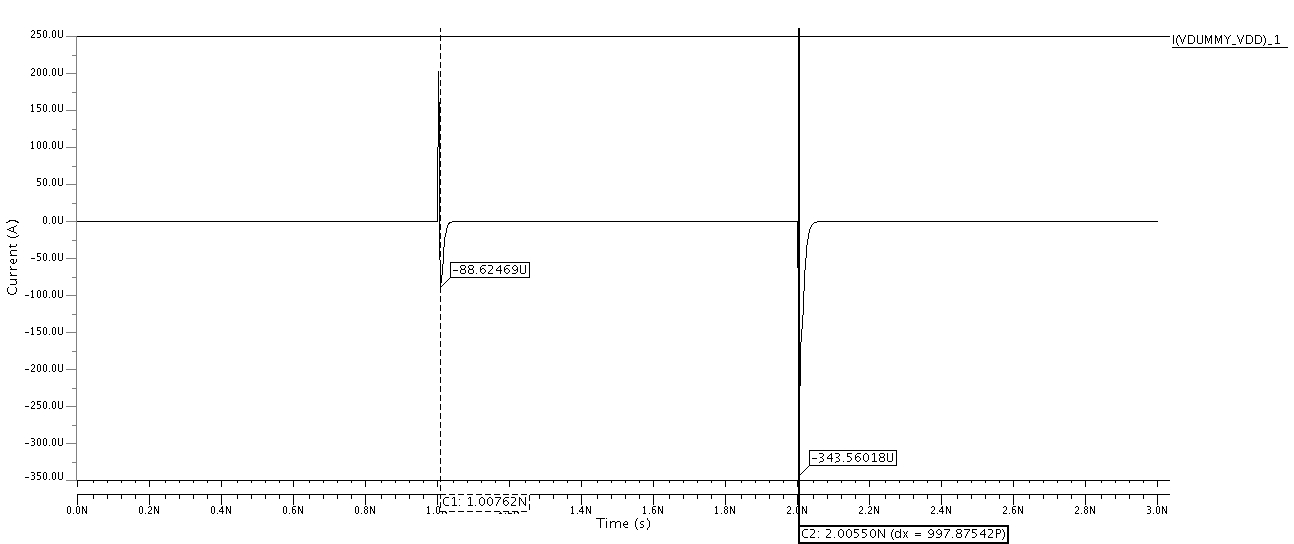 250.0U
I(VDUMMY_VDD)_1
200.0U
150.0U
100.0U
50.0U
0.0U
Current (A)
-50.0U
-88.62469U
-100.0U
-150.0U
-200.0U
-250.0U
-300.0U
-343.56018U
-350.0U
C1: 1.00762N
0.0N 0.2N 0.4N 0.6N 0.8N 1.4N 1.6N 1.8N 2.0N 2.2N 2.4N 2.6N 2.8N 3.0N
Time (s)
C2: 2.00550N (dx = 997.87542P)